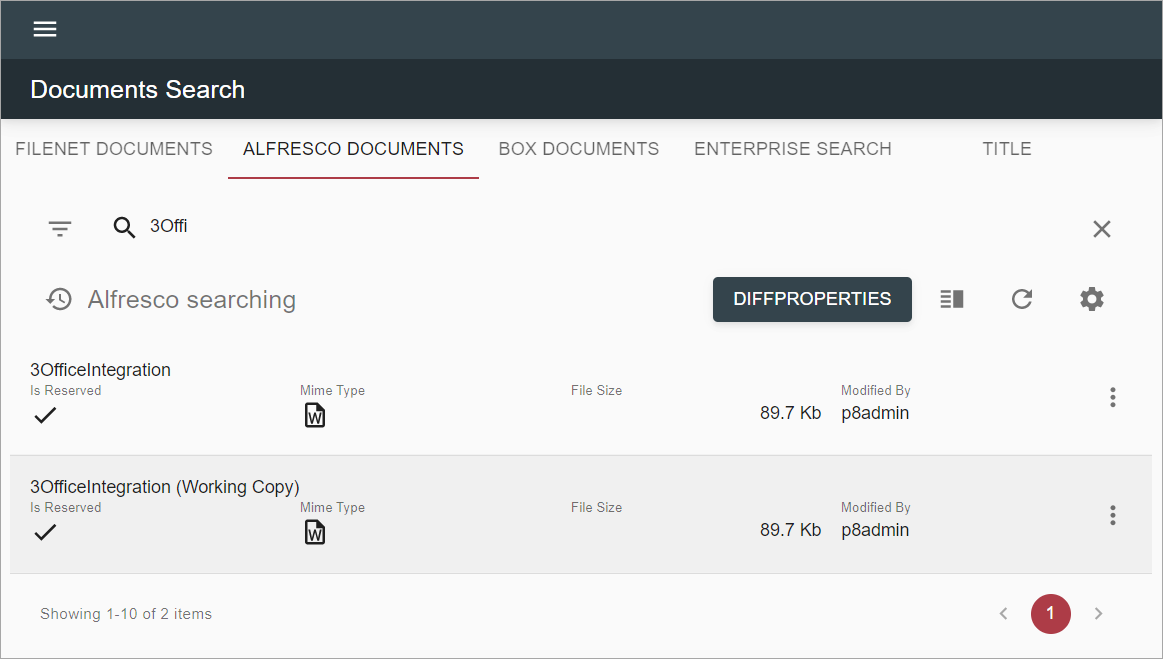 Documents Search
FILENET DOCUMENTS ALFRESCO DOCUMENTS BOX DOCUMENTS ENTERPRISE SEARCH TITLE
3Offi
Alfresco searching DIFFPROPERTIES
3OfficeIntegration
Is Reserved Mime Type File Size Modified By
W 89.7 Kb p8admin
3OfficeIntegration (Working Copy)
Is Reserved Mime Type File Size Modified By
W 89.7 Kb p8admin
Showing 1-10 of 2 items 1